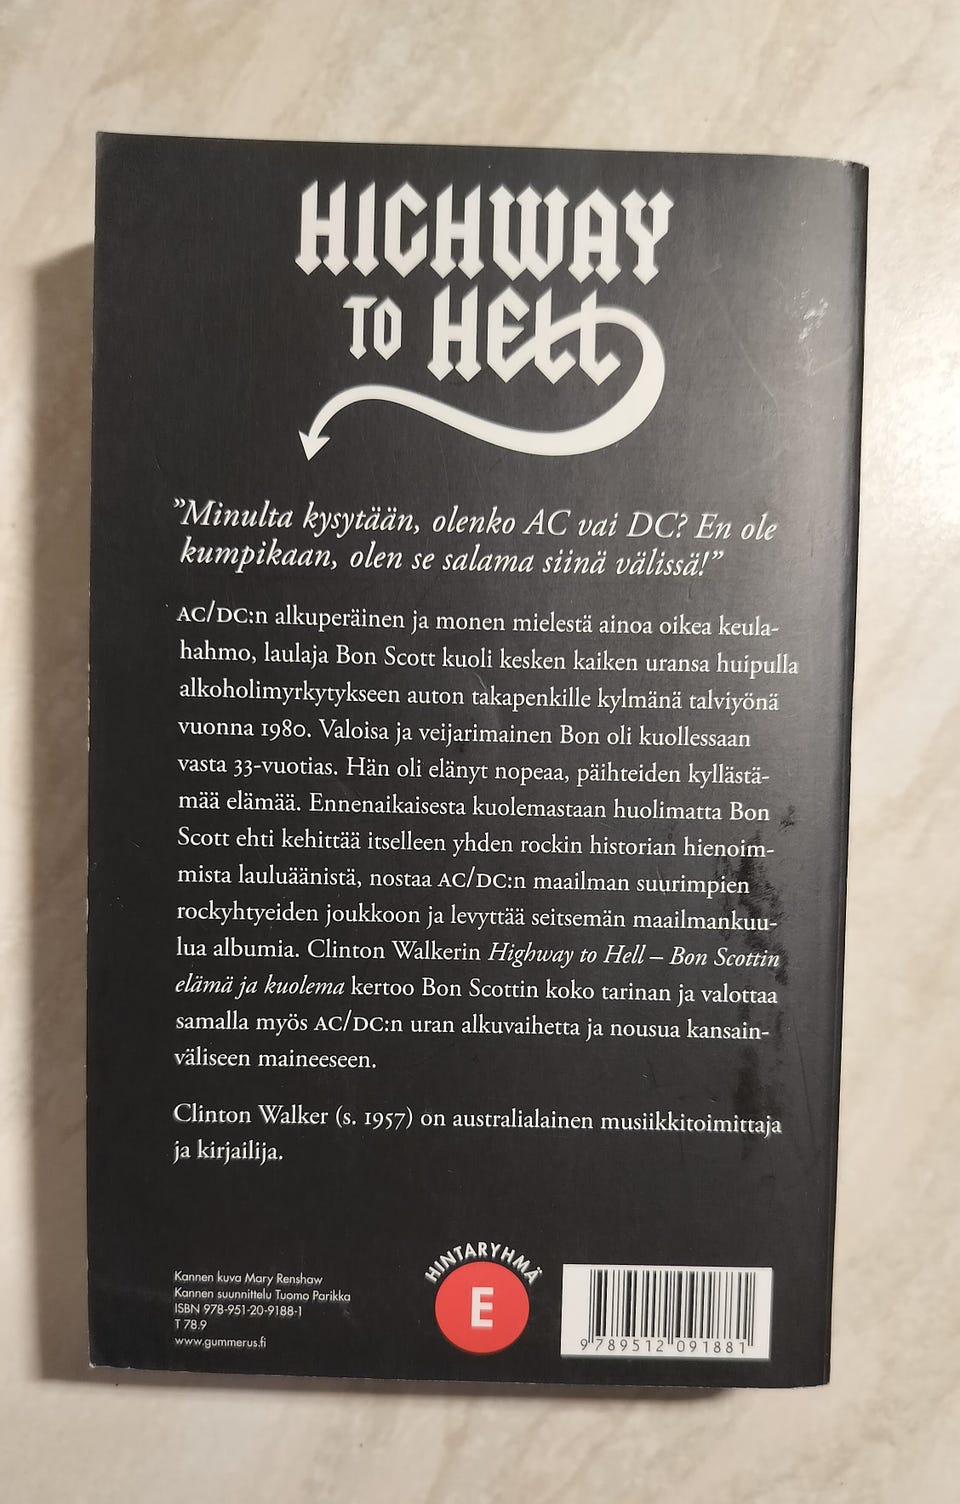 HIGHWAY
TO HELL
”Minulta kysytään, olenko AC vai DC? En ole
kumpikaan, olen se salama siinä välissä!”
AC/DC:n alkuperäinen ja monen mielestä ainoa oikea keula-
hahmo, laulaja Bon Scott kuoli kesken kaiken uransa huipulla
alkoholimyrkytykseen auton takapenkille kylmänä talviyönä
vuonna 1980. Valoisa ja veijarimainen Bon oli kuollessaan
vasta 33-vuotias. Hän oli elänyt nopeaa, päihteiden kyllästä-
mää elämää. Ennenaikaisesta kuolemastaan huolimatta Bon
Scott ehti kehittää itselleen yhden rockin historian hienoim-
mista lauluäänistä, nostaa AC/DC:n maailman suurimpien
rockyhtyeiden joukkoon ja levyttää seitsemän maailmankuu-
lua albumia. Clinton Walkerin Highway to Hell – Bon Scottin
elämä ja kuolema kertoo Bon Scottin koko tarinan ja valottaa
samalla myös AC/DC:n uran alkuvaihetta ja nousua kansain-
väliseen maineeseen.
Clinton Walker (s. 1957) on australialainen musiikkitoimittaja
ja kirjailija.
Kannen kuva Mary Renshaw
Kannen suunnittelu Tuomo Parikka
ISBN 978-951-20-9188-1
T 78.9
www.gummerus.fi
HINTARYHMÄ
E
9 789512 091881